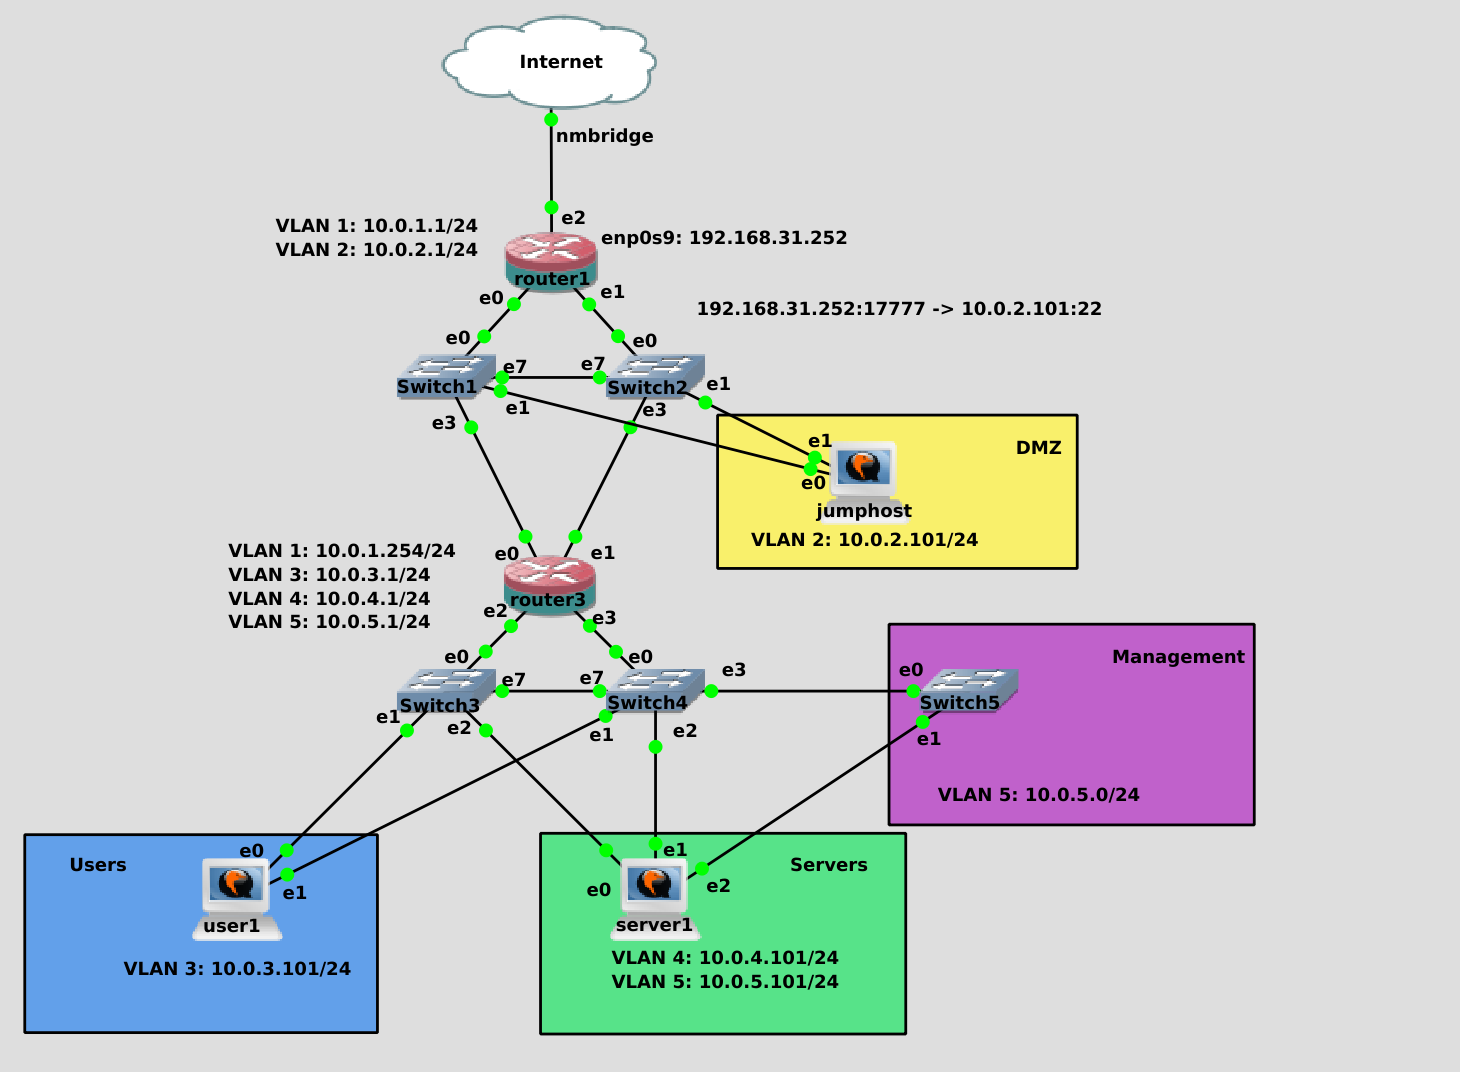 Internet
nmbridge
e2
VLAN 1: 10.0.1.1/24
VLAN 2: 10.0.2.1/24
enp0s9: 192.168.31.252
router1
e0
e1
192.168.31.252:17777 -> 10.0.2.101:22
e0
e0
e7
e7
Switch1
Switch2
e1
e1
e3
e3
DMZ
e1
e0
jumphost
VLAN 2: 10.0.2.101/24
VLAN 1: 10.0.1.254/24
VLAN 3: 10.0.3.1/24
VLAN 4: 10.0.4.1/24
VLAN 5: 10.0.5.1/24
e0
e1
router3
e2
e3
e0
e0
e7
e7
e3
Switch3
Switch4
e1
e2
e1
e2
Management
e0
Switch5
e1
VLAN 5: 10.0.5.0/24
Users
e0
e1
user1
VLAN 3: 10.0.3.101/24
Servers
e1
e0
e2
server1
VLAN 4: 10.0.4.101/24
VLAN 5: 10.0.5.101/24